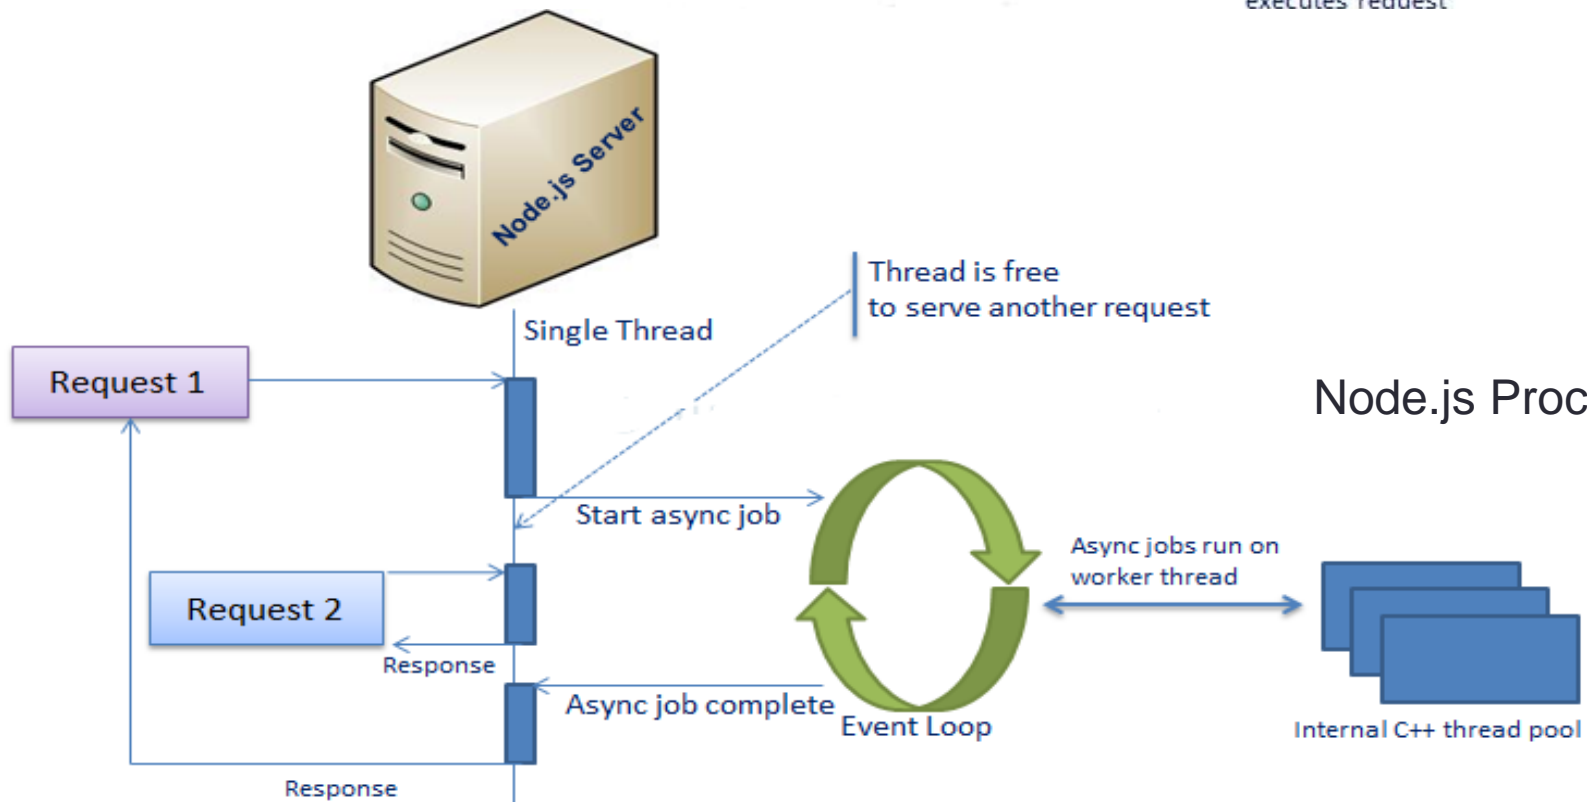 executes request
Node.js Server
Thread is free
to serve another request
Single Thread
Request 1
Node.js Proc
Start async job
Async jobs run on
worker thread
Request 2
Response
Async job complete
Event Loop
Internal C++ thread pool
Response